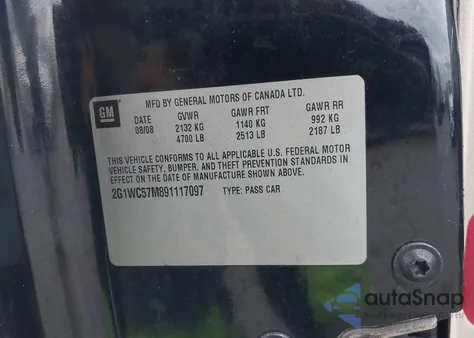 GM
MFD BY GENERAL MOTORS OF CANADA LTD.
DATE GVWR GAWR FRT GAWR RR
08/08 2132 KG 1140 KG 992 KG
4700 LB 2513 LB 2187 LB
THIS VEHICLE CONFORMS TO ALL APPLICABLE U.S. FEDERAL MOTOR
VEHICLE SAFETY, BUMPER, AND THEFT PREVENTION STANDARDS IN
EFFECT ON THE DATE OF MANUFACTURE SHOWN ABOVE.
2G1WC57M891117097 TYPE: PASS CAR
autoSnap